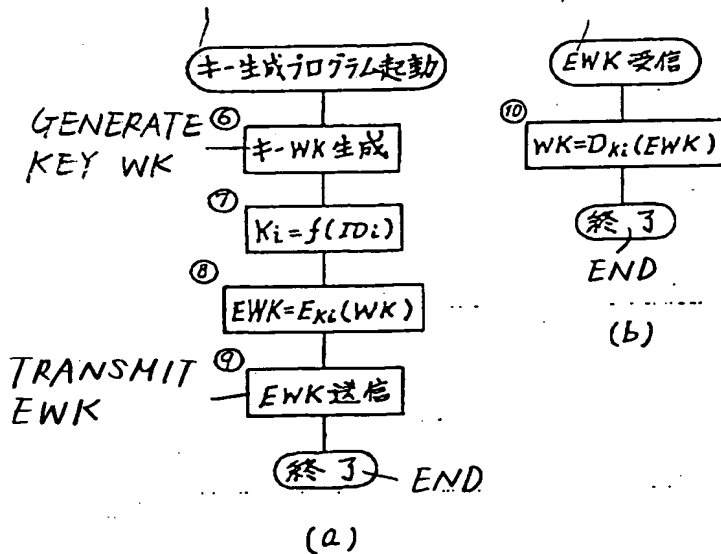 キー生成プログラム起動
GENERATE
KEY WK
⑥
キーWK生成
⑦
Ki=f(IDi)
⑧
EWK=EKi(WK)
TRANSMIT
EWK
⑨
EWK送信
終了
END
(a)
EWK受信
⑩
WK=DKi(EWK)
終了
END
(b)